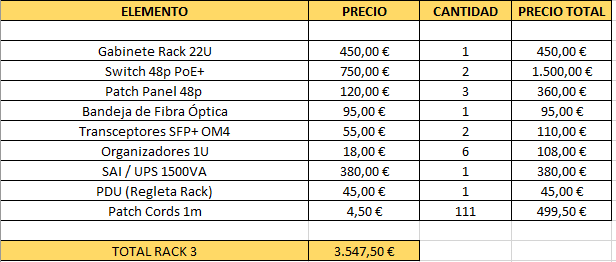 ELEMENTO PRECIO CANTIDAD PRECIO TOTAL
Gabinete Rack 22U 450,00 € 1 450,00 €
Switch 48p PoE+ 750,00 € 2 1.500,00 €
Patch Panel 48p 120,00 € 3 360,00 €
Bandeja de Fibra Óptica 95,00 € 1 95,00 €
Transceptores SFP+ OM4 55,00 € 2 110,00 €
Organizadores 1U 18,00 € 6 108,00 €
SAI / UPS 1500VA 380,00 € 1 380,00 €
PDU (Regleta Rack) 45,00 € 1 45,00 €
Patch Cords 1m 4,50 € 111 499,50 €
TOTAL RACK 3 3.547,50 €